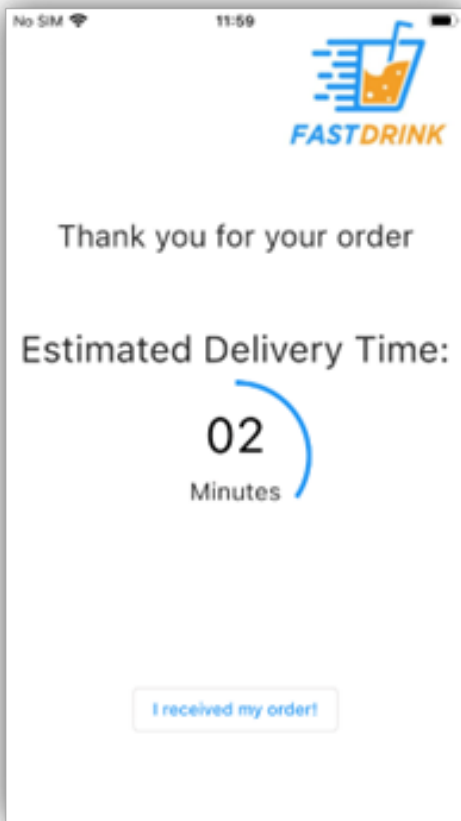 No SIM 11:59
FASTDRINK
Thank you for your order
Estimated Delivery Time:
02
Minutes
I received my order!